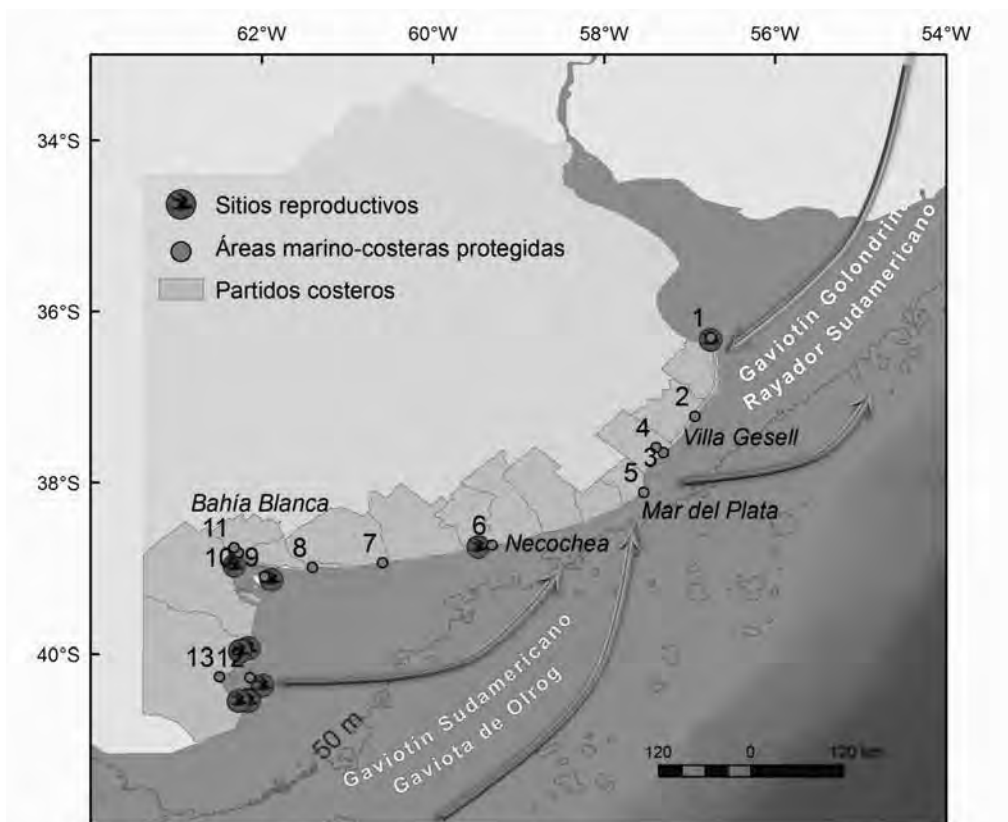 62°W 60°W 58°W 56°W 54°W
34°S
36°S
38°S
40°S
Sitios reproductivos
Áreas marino-costeras protegidas
Partidos costeros
1
2
Villa Gesell
4
3
5
Mar del Plata
6
Necochea
7
8
Bahía Blanca
11
10 9
13 12
Gaviotín Golondrina
Rayador Sudamericano
Gaviotín Sudamericano
Gaviota de Olrog
50 m
120 0 120 km